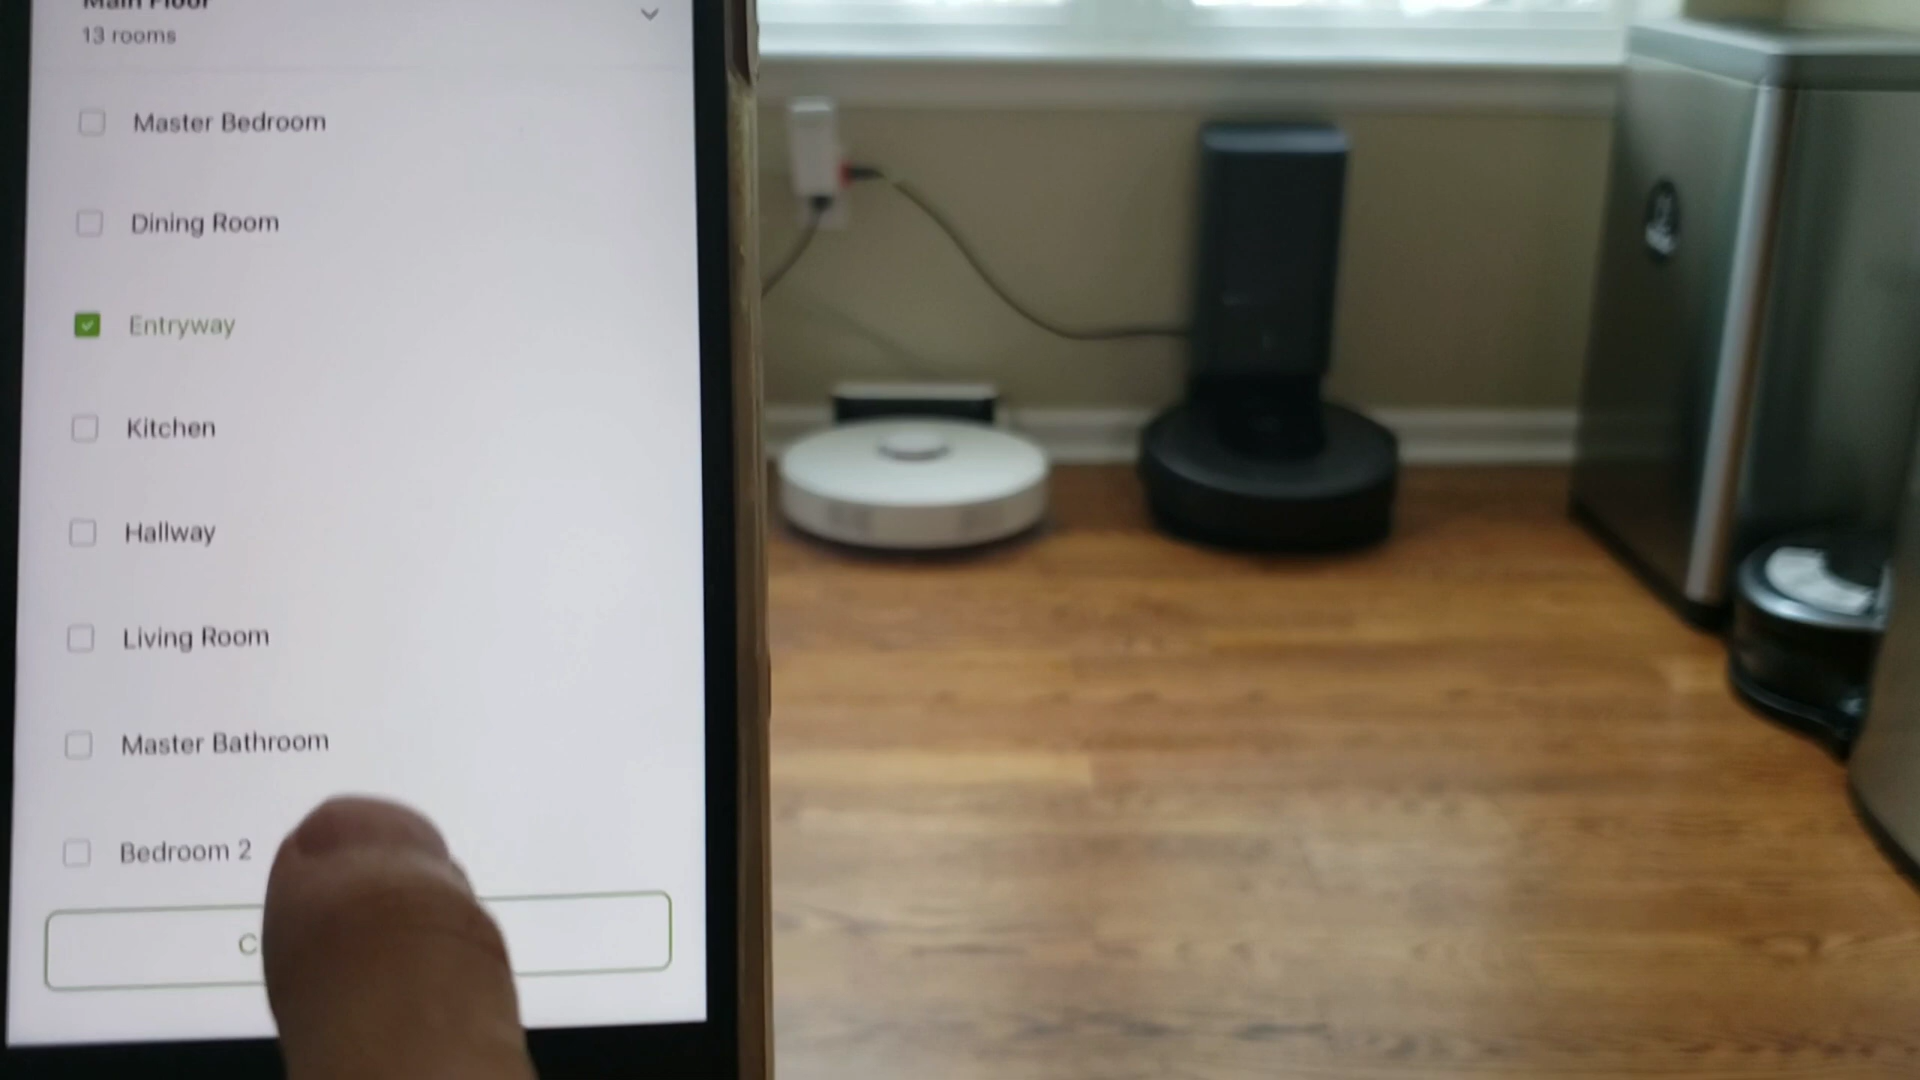 Main Floor
13 rooms
Master Bedroom
Dining Room
Entryway
Kitchen
Hallway
Living Room
Master Bathroom
Bedroom 2